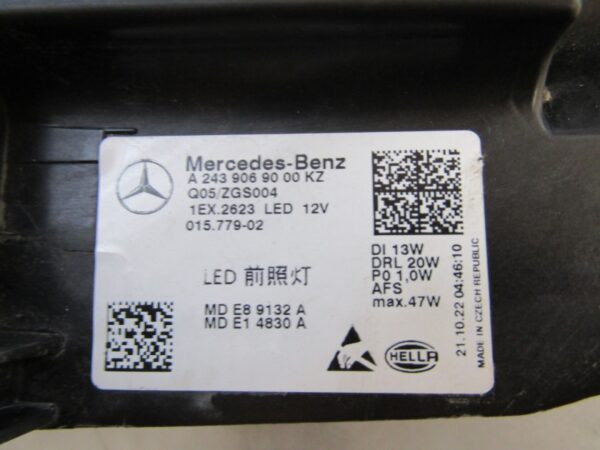 Mercedes-Benz
A 243 906 90 00 KZ
Q05/ZGS004
1EX.2623 LED 12V
015.779-02
LED 前照灯
MD E8 9132 A
MD E1 4830 A
DI 13W
DRL 20W
PO 1,0W
AFS
max.47W
HELLA
21.10.22 04:46:10
MADE IN CZECH REPUBLIC